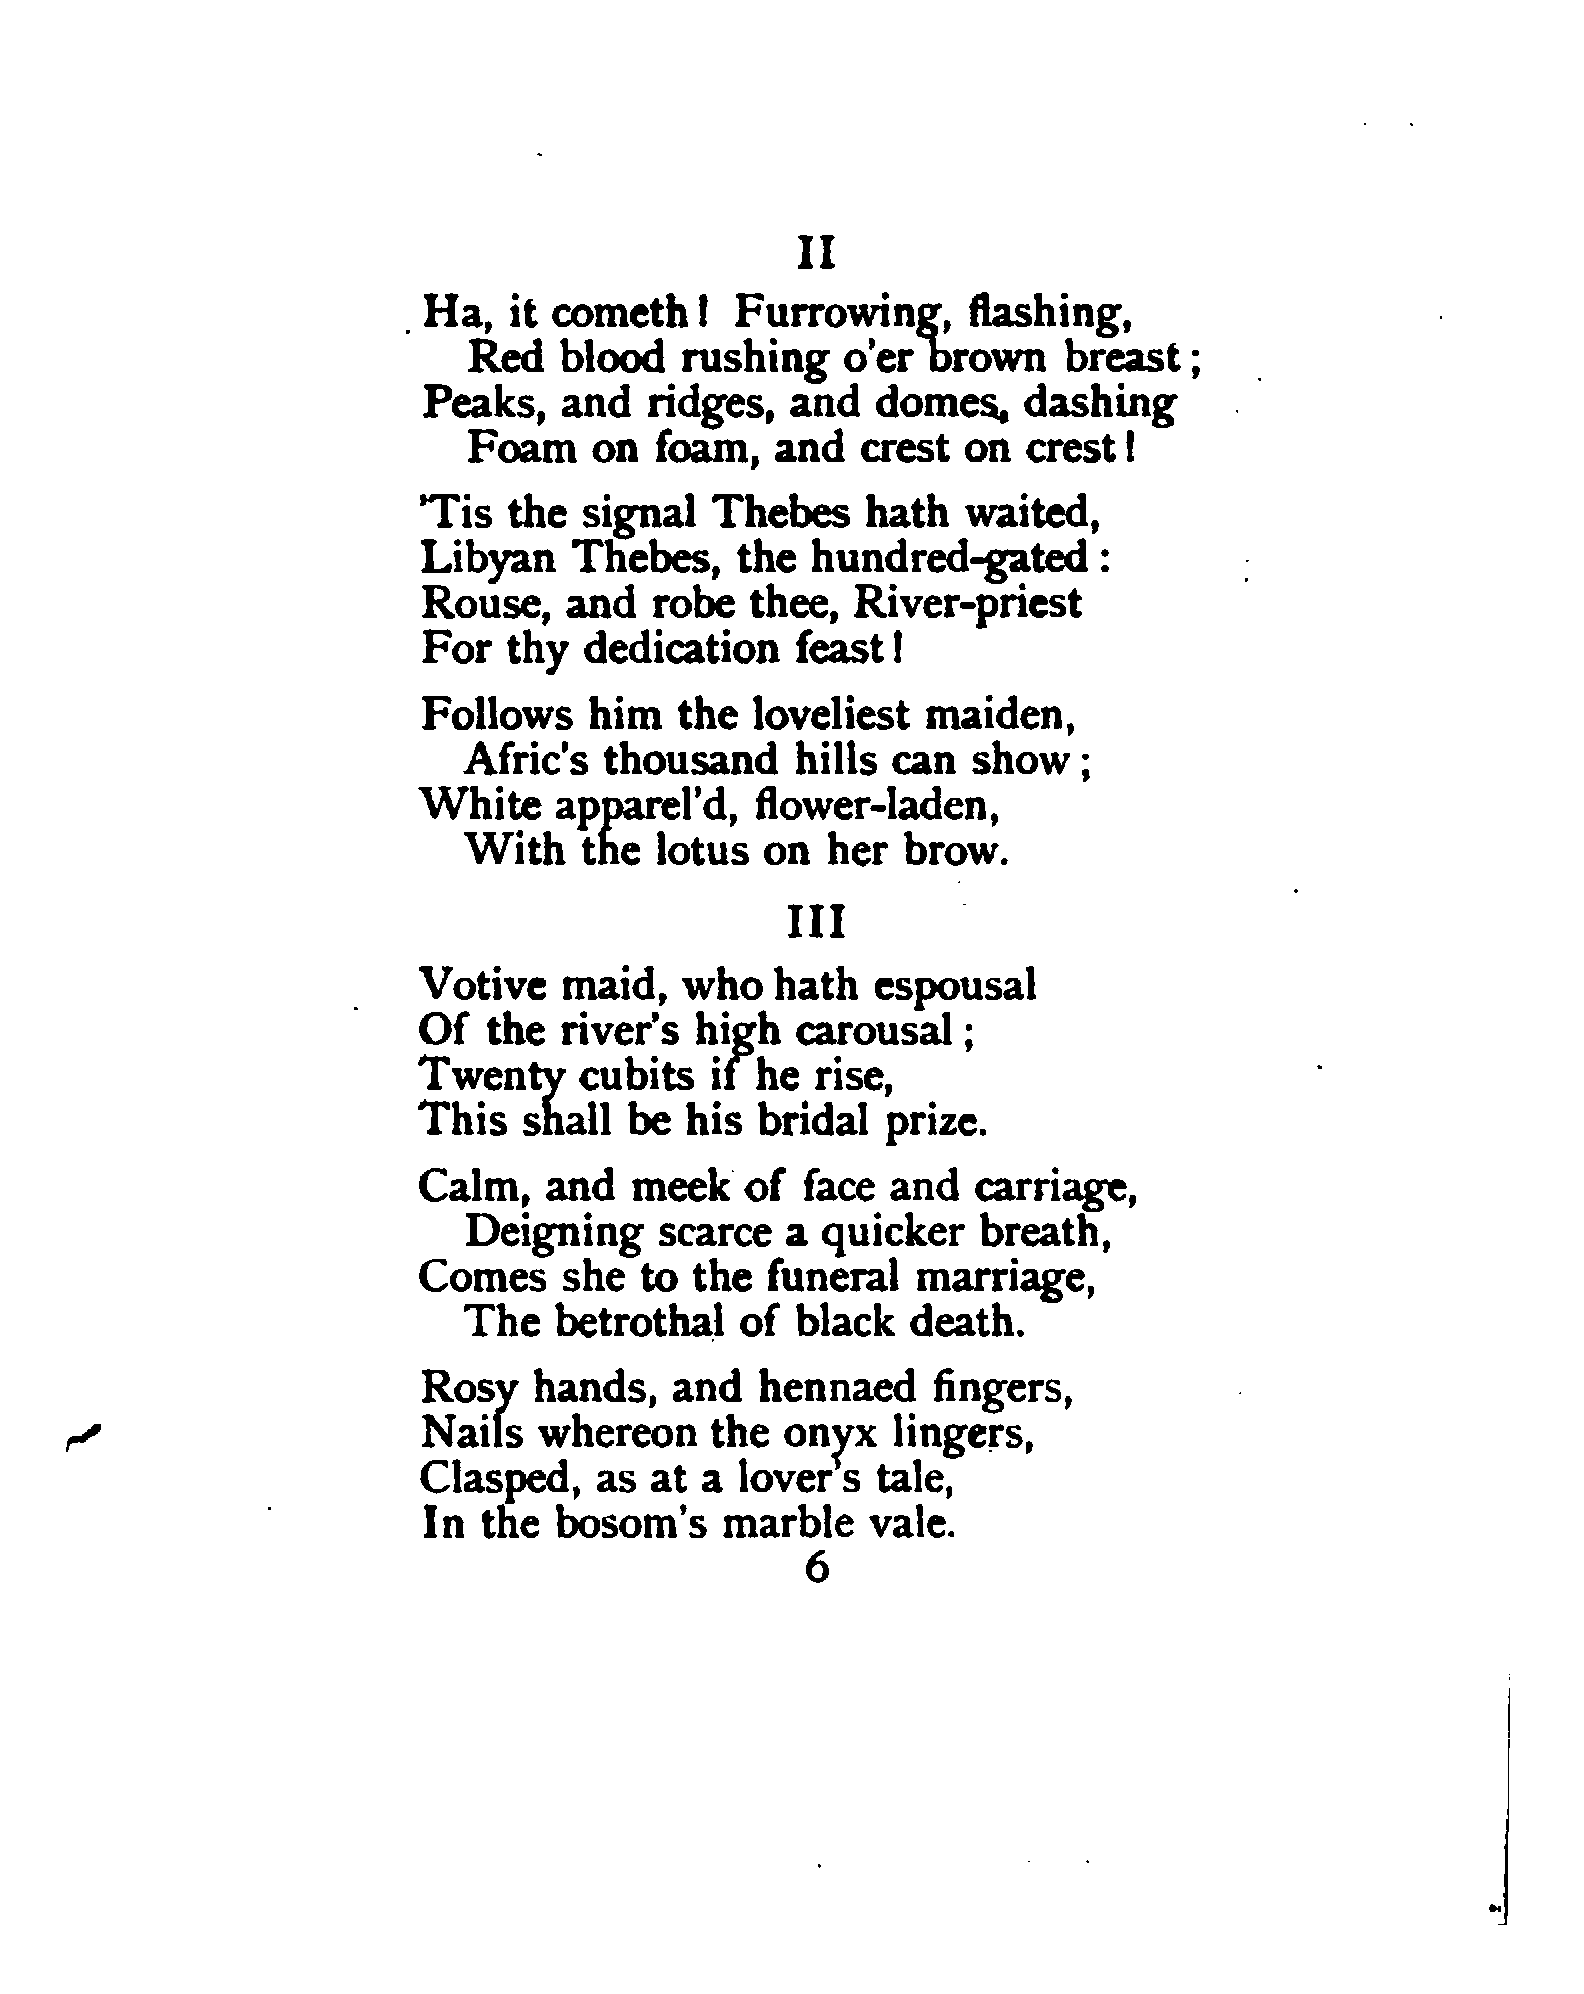 II
Ha, it cometh! Furrowing, flashing,
Red blood rushing o'er brown breast;
Peaks, and ridges, and domes, dashing
Foam on foam, and crest on crest!
'Tis the signal Thebes hath waited,
Libyan Thebes, the hundred-gated:
Rouse, and robe thee, River-priest
For thy dedication feast!
Follows him the loveliest maiden,
Afric's thousand hills can show;
White apparel'd, flower-laden,
With the lotus on her brow.
III
Votive maid, who hath espousal
Of the river's high carousal;
Twenty cubits if he rise,
This shall be his bridal prize.
Calm, and meek of face and carriage,
Deigning scarce a quicker breath,
Comes she to the funeral marriage,
The betrothal of black death.
Rosy hands, and hennaed fingers,
Nails whereon the onyx lingers,
Clasped, as at a lover's tale,
In the bosom's marble vale.
6